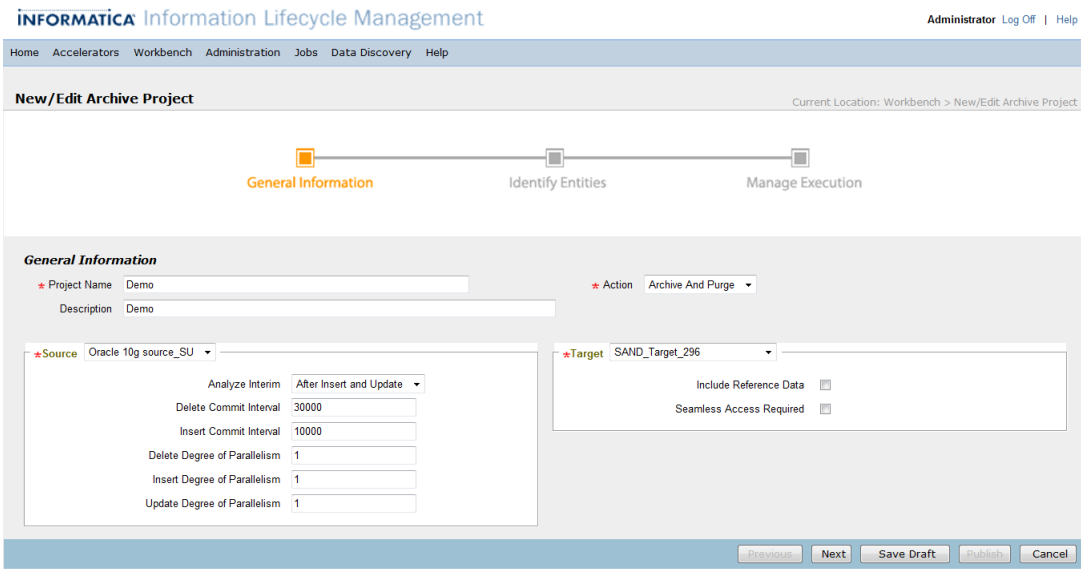 INFORMATICA Information Lifecycle Management
Administrator Log Off | Help
Home Accelerators Workbench Administration Jobs Data Discovery Help
New/Edit Archive Project
Current Location: Workbench > New/Edit Archive Project
General Information Identify Entities Manage Execution
General Information
* Project Name Demo * Action Archive And Purge
Description Demo
*Source Oracle 10g source_SU *Target SAND_Target_296
Analyze Interim After Insert and Update Include Reference Data
Delete Commit Interval 30000 Seamless Access Required
Insert Commit Interval 10000
Delete Degree of Parallelism 1
Insert Degree of Parallelism 1
Update Degree of Parallelism 1
Previous Next Save Draft Publish Cancel